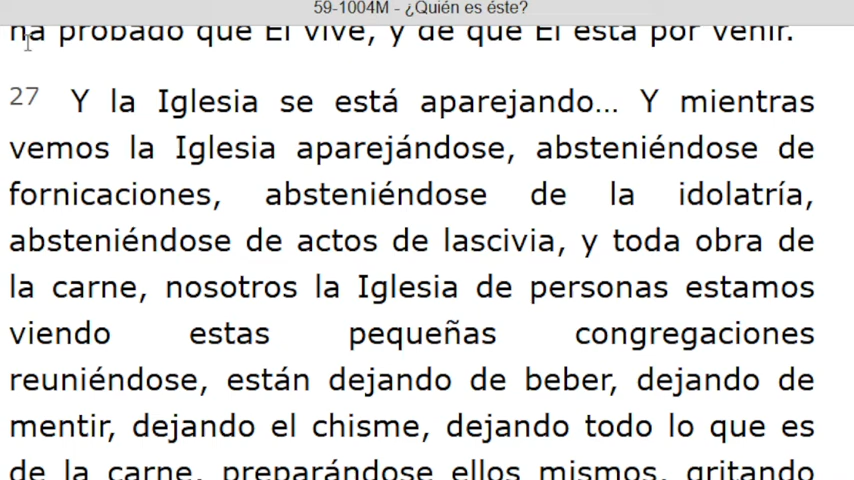 59-1004M - ¿Quién es éste?
ha probado que Él vive, y de que Él está por venir.
27 Y la Iglesia se está aparejando... Y mientras
vemos la Iglesia aparejándose, absteniéndose de
fornicaciones, absteniéndose de la idolatría,
absteniéndose de actos de lascivia, y toda obra de
la carne, nosotros la Iglesia de personas estamos
viendo estas pequeñas congregaciones
reuniéndose, están dejando de beber, dejando de
mentir, dejando el chisme, dejando todo lo que es
de la carne, preparándose ellos mismos, gritando